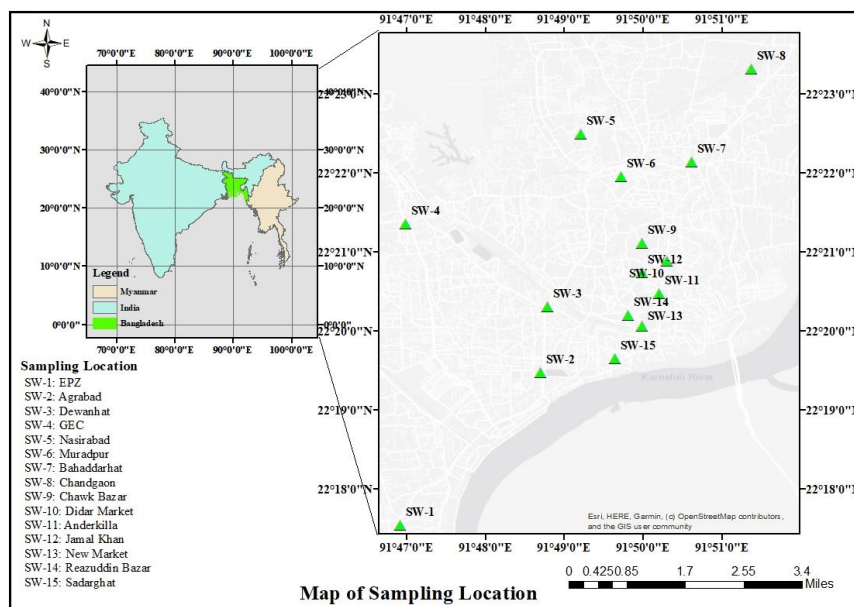 N
W E
S
70°0'0"E 80°0'0"E 90°0'0"E 100°0'0"E
40°0'0"N
30°0'0"N
20°0'0"N
10°0'0"N
0°0'0"
Legend
Myanmar
India
Bangladesh
70°0'0"E 80°0'0"E 90°0'0"E 100°0'0"E
40°0'0"N
30°0'0"N
20°0'0"N
10°0'0"N
0°0'0"
Sampling Location
SW-1: EPZ
SW-2: Agrabad
SW-3: Dewanhat
SW-4: GEC
SW-5: Nasirabad
SW-6: Muradpur
SW-7: Bahaddarhat
SW-8: Chandgaon
SW-9: Chawk Bazar
SW-10: Didar Market
SW-11: Anderkilla
SW-12: Jamal Khan
SW-13: New Market
SW-14: Reazuddin Bazar
SW-15: Sadarghat
91°47'0"E 91°48'0"E 91°49'0"E 91°50'0"E 91°51'0"E
22°23'0"N
22°22'0"N
22°21'0"N
22°20'0"N
22°19'0"N
22°18'0"N
SW-8
SW-5
SW-7
SW-6
SW-4
SW-9
SW-12
SW-10
SW-11
SW-3
SW-14
SW-13
SW-15
SW-2
Karnafuli River
SW-1
Esri, HERE, Garmin, (c) OpenStreetMap contributors,
and the GIS user community
22°23'0"N
22°22'0"N
22°21'0"N
22°20'0"N
22°19'0"N
22°18'0"N
91°47'0"E 91°48'0"E 91°49'0"E 91°50'0"E 91°51'0"E
Map of Sampling Location
0 0.425 0.85 1.7 2.55 3.4
Miles